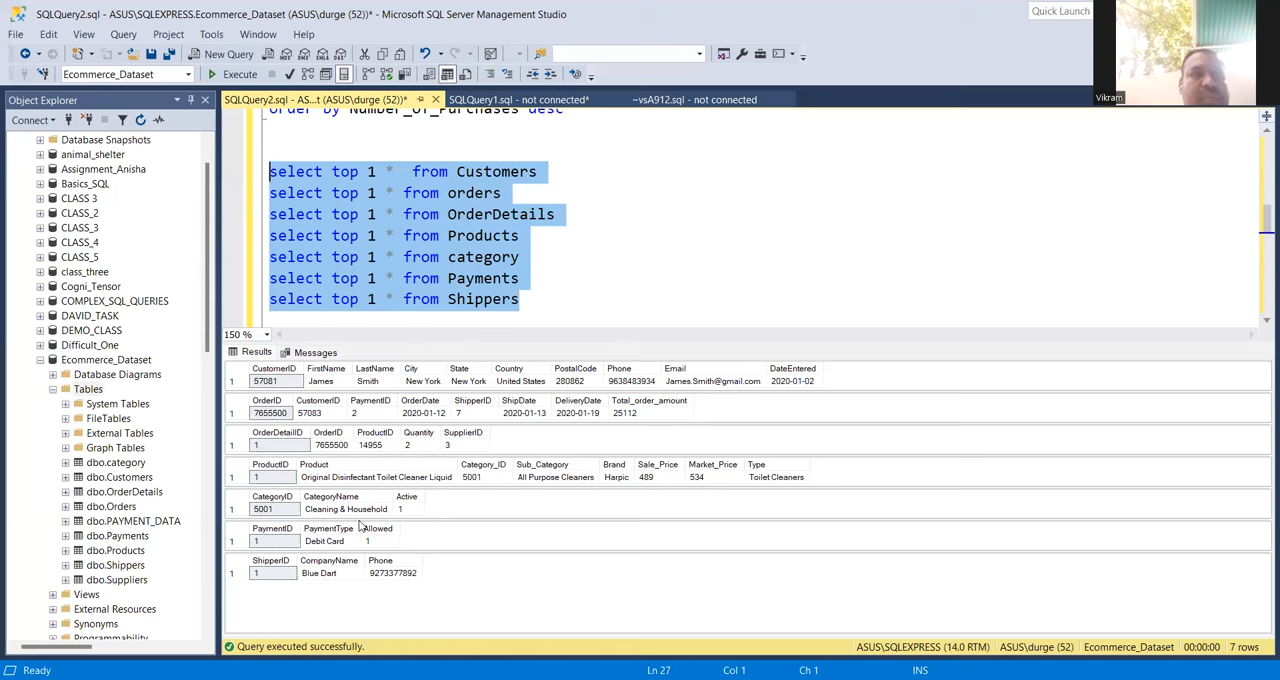 SQLQuery2.sql - ASUS\SQLEXPRESS.Ecommerce_Dataset (ASUS\durge (52))* - Microsoft SQL Server Management Studio
Quick Launch
File Edit View Query Project Tools Window Help
New Query
Ecommerce_Dataset Execute
Vikram
Object Explorer
SQLQuery2.sql - AS...t (ASUS\durge (52))* SQLQuery1.sql - not connected* ~vsA912.sql - not connected
Connect
Database Snapshots
animal_shelter
Assignment_Anisha
Basics_SQL
CLASS 3
CLASS_2
CLASS_3
CLASS_4
CLASS_5
class_three
Cogni_Tensor
COMPLEX_SQL_QUERIES
DAVID_TASK
DEMO_CLASS
Difficult_One
Ecommerce_Dataset
Database Diagrams
Tables
System Tables
FileTables
External Tables
Graph Tables
dbo.category
dbo.Customers
dbo.OrderDetails
dbo.Orders
dbo.PAYMENT_DATA
dbo.Payments
dbo.Products
dbo.Shippers
dbo.Suppliers
Views
External Resources
Synonyms
Programmability
order by Number_Of_Purchases desc
select top 1 * from Customers
select top 1 * from orders
select top 1 * from OrderDetails
select top 1 * from Products
select top 1 * from category
select top 1 * from Payments
select top 1 * from Shippers
150 %
Results Messages
CustomerID FirstName LastName City State Country PostalCode Phone Email DateEntered
1 57081 James Smith New York New York United States 280862 9638483934 James.Smith@gmail.com 2020-01-02
OrderID CustomerID PaymentID OrderDate ShipperID ShipDate DeliveryDate Total_order_amount
1 7655500 57083 2 2020-01-12 7 2020-01-13 2020-01-19 25112
OrderDetailID OrderID ProductID Quantity SupplierID
1 1 7655500 14955 2 3
ProductID Product Category_ID Sub_Category Brand Sale_Price Market_Price Type
1 1 Original Disinfectant Toilet Cleaner Liquid 5001 All Purpose Cleaners Harpic 489 534 Toilet Cleaners
CategoryID CategoryName Active
1 5001 Cleaning & Household 1
PaymentID PaymentType Allowed
1 1 Debit Card 1
ShipperID CompanyName Phone
1 1 Blue Dart 9273377892
Query executed successfully. ASUS\SQLEXPRESS (14.0 RTM) ASUS\durge (52) Ecommerce_Dataset 00:00:00 7 rows
Ready Ln 27 Col 1 Ch 1 INS